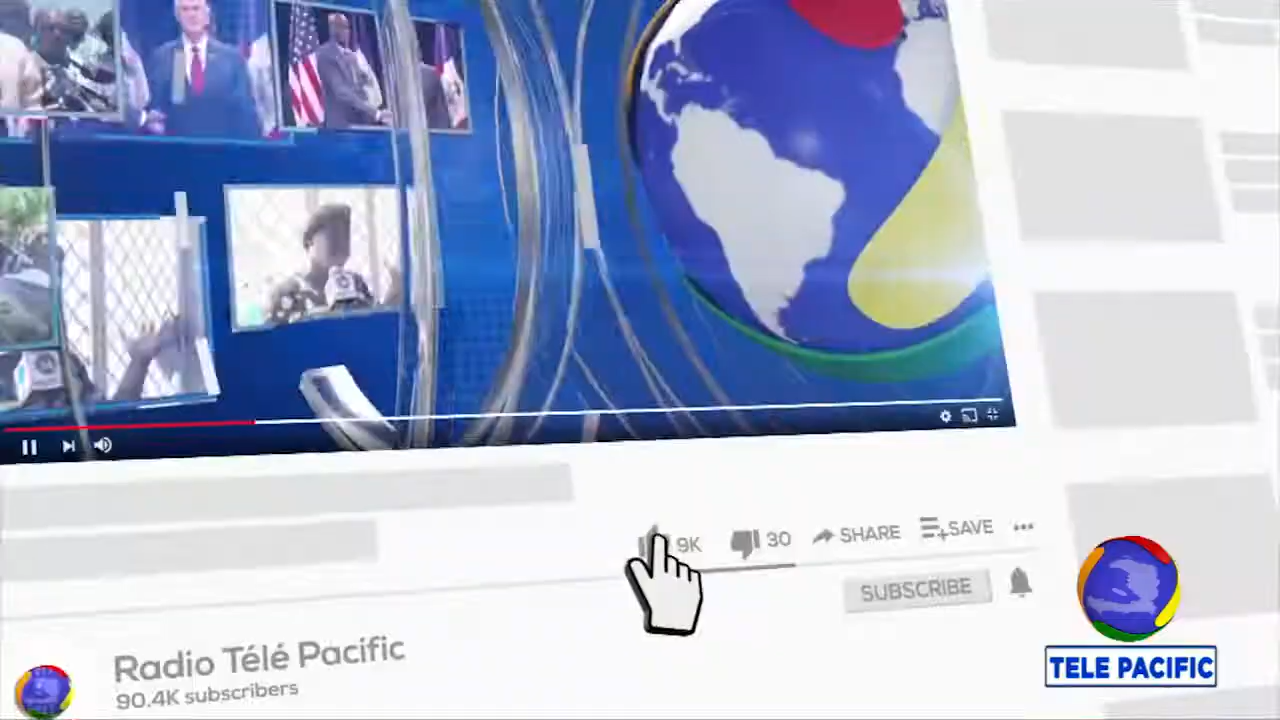 9K
30
SHARE
SAVE
SUBSCRIBE
Radio Télé Pacific
90.4K subscribers
TELE PACIFIC